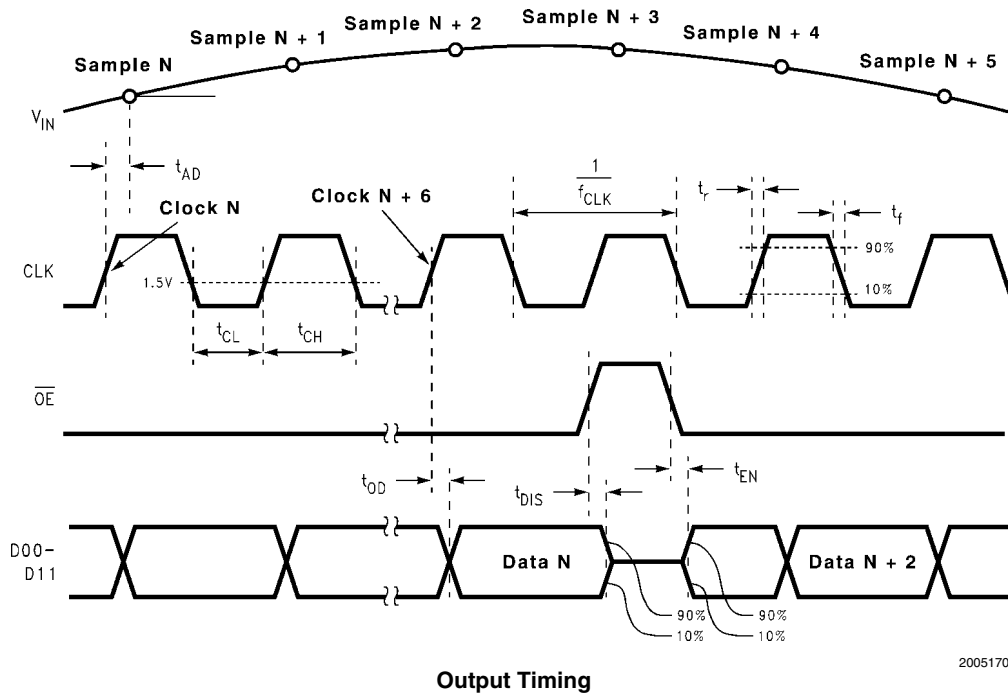 Sample N
Sample N + 1
Sample N + 2
Sample N + 3
Sample N + 4
Sample N + 5
VIN
tAD
Clock N
Clock N + 6
1
fCLK
tr
tf
CLK
1.5V
90%
10%
tCL
tCH
OE
tOD
tDIS
tEN
D00-
D11
Data N
Data N + 2
90%
10%
90%
10%
2005170
Output Timing